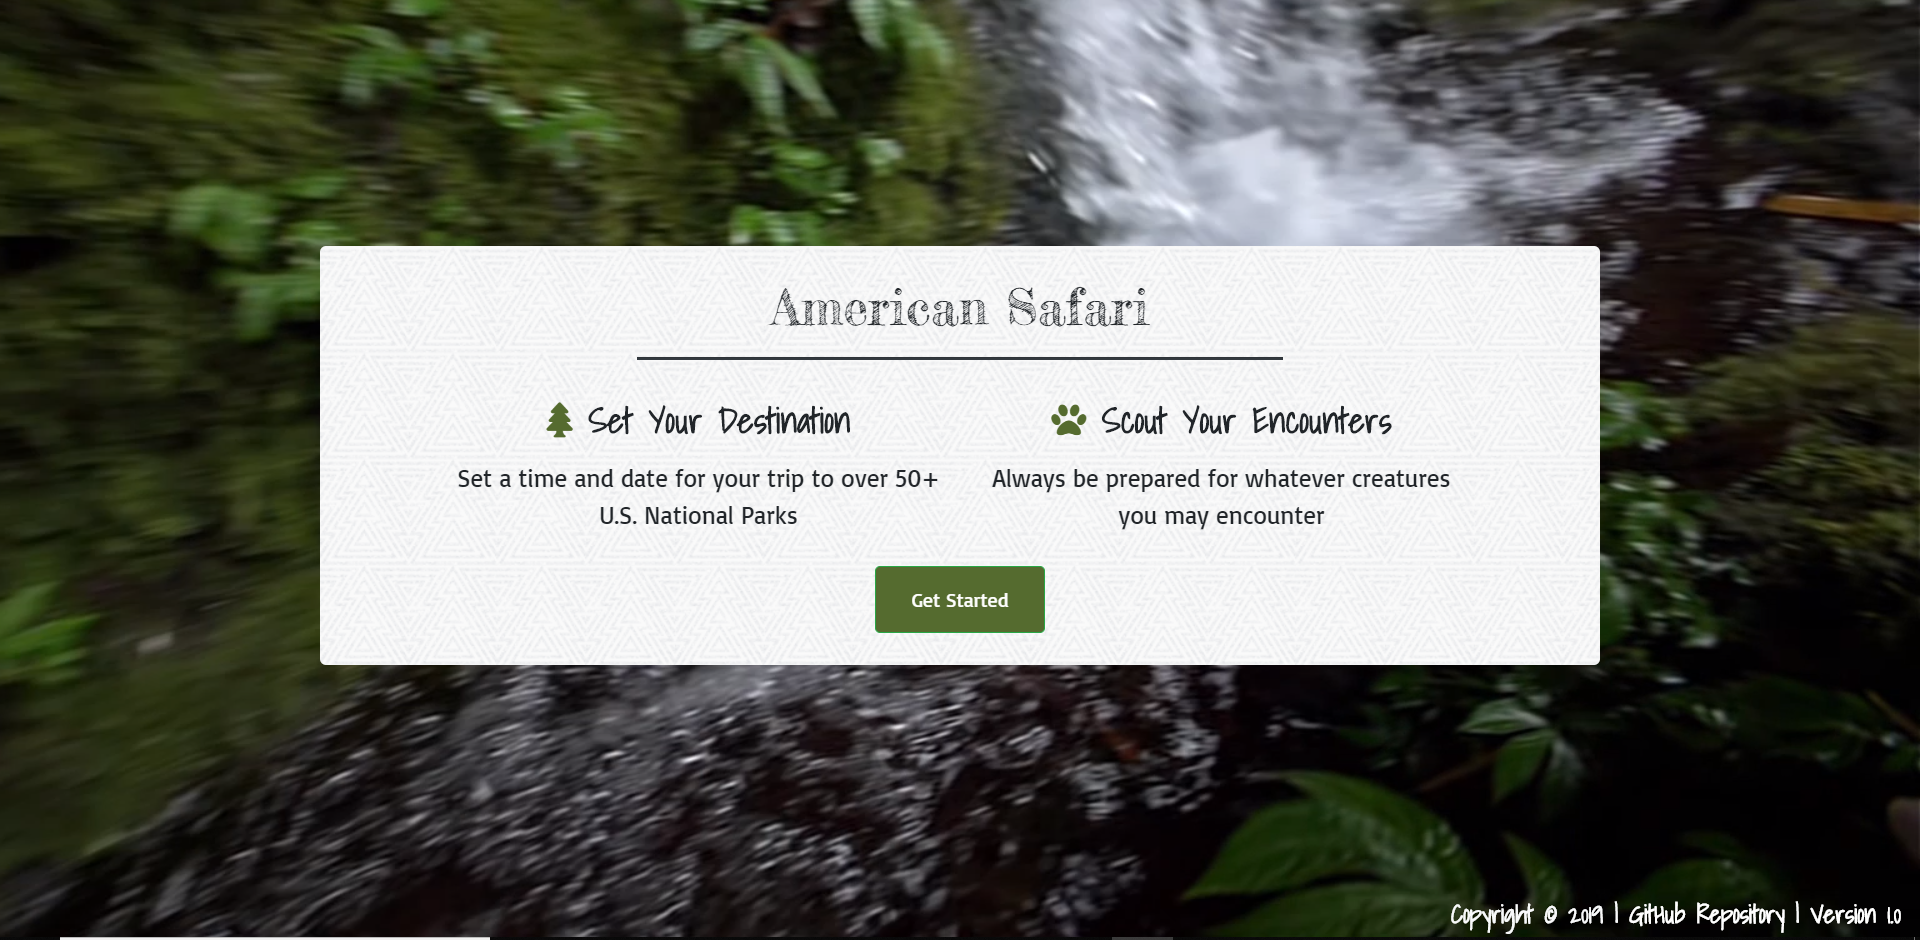 American Safari
Set Your Destination
Set a time and date for your trip to over 50+
U.S. National Parks
Scout Your Encounters
Always be prepared for whatever creatures
you may encounter
Get Started
Copyright © 2019 | GitHub Repository | Version 1.0